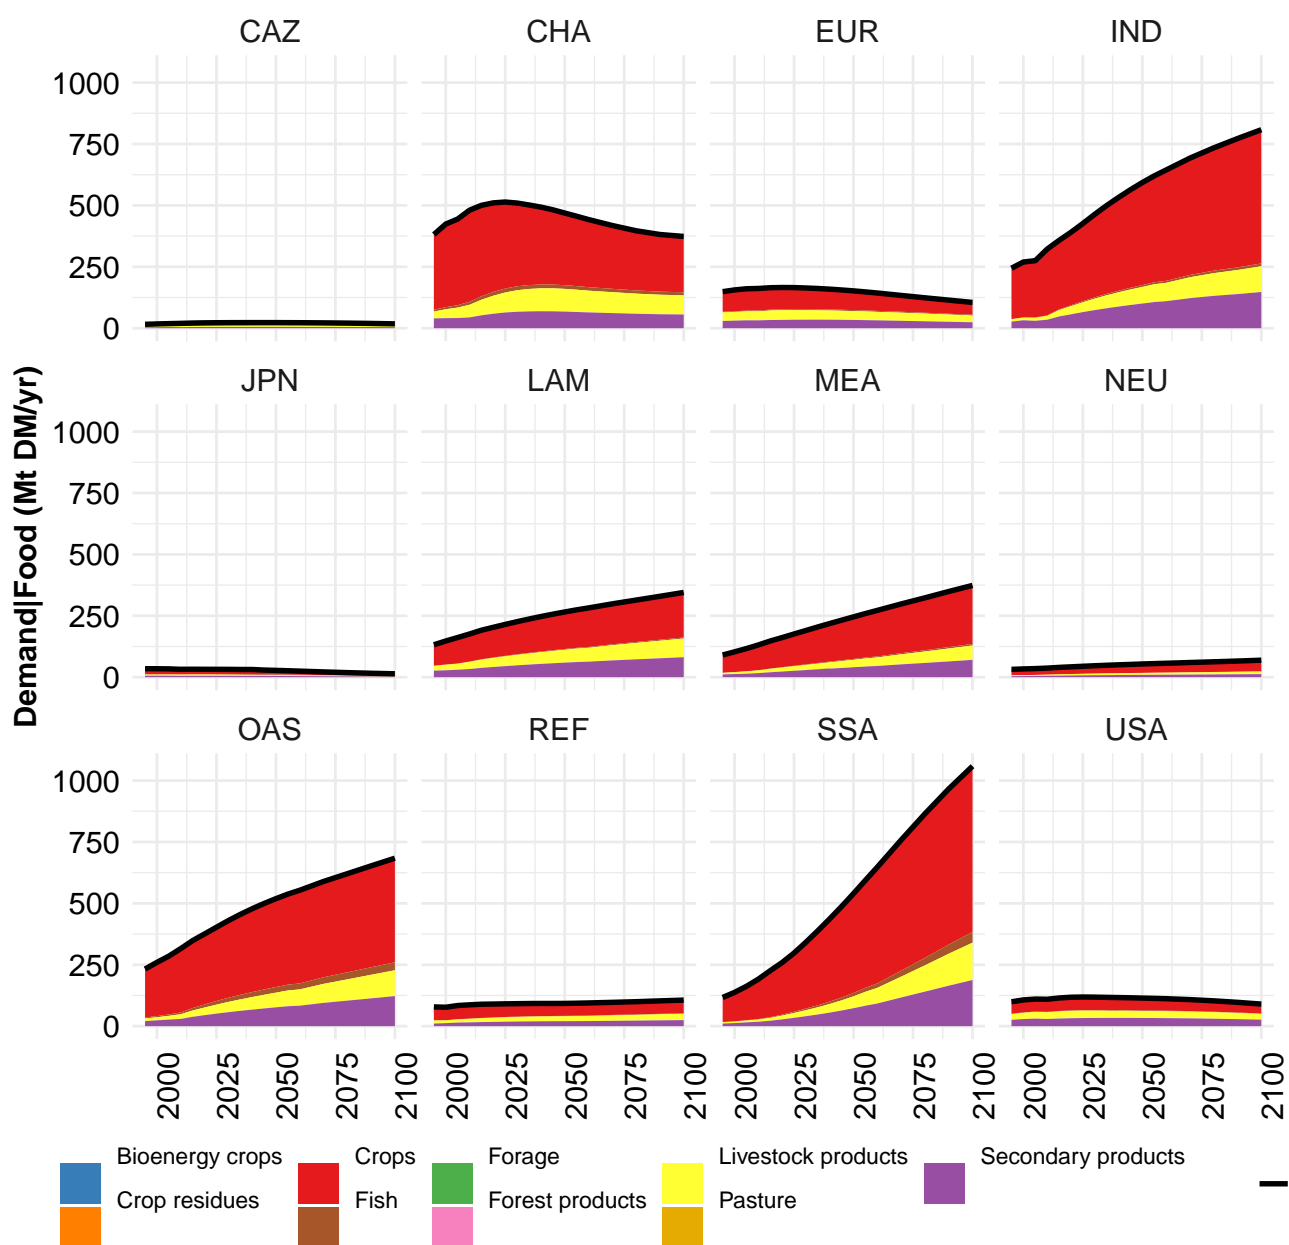 CAZ CHA EUR IND
1000
750
500
250
0
JPN LAM MEA NEU
1000
750
500
250
0
Demand|Food (Mt DM/yr)
OAS REF SSA USA
1000
750
500
250
0
2000 2025 2050 2075 2100 2000 2025 2050 2075 2100 2000 2025 2050 2075 2100 2000 2025 2050 2075 2100
Bioenergy crops Crops Forage Livestock products Secondary products
Crop residues Fish Forest products Pasture